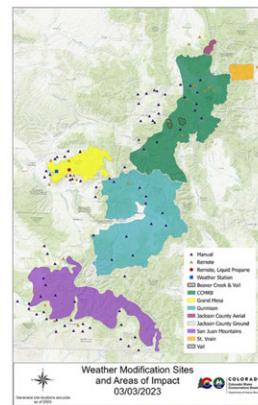 Manual
Remote
Remote, Liquid Propane
Weather Station
Beaver Creek & Vail
CCMRB
Grand Mesa
Gunnison
Jackson County Aerial
Jackson County Ground
San Juan Mountains
St. Vrain
Vail
Weather Modification Sites
and Areas of Impact
03/03/2023
COLORADO